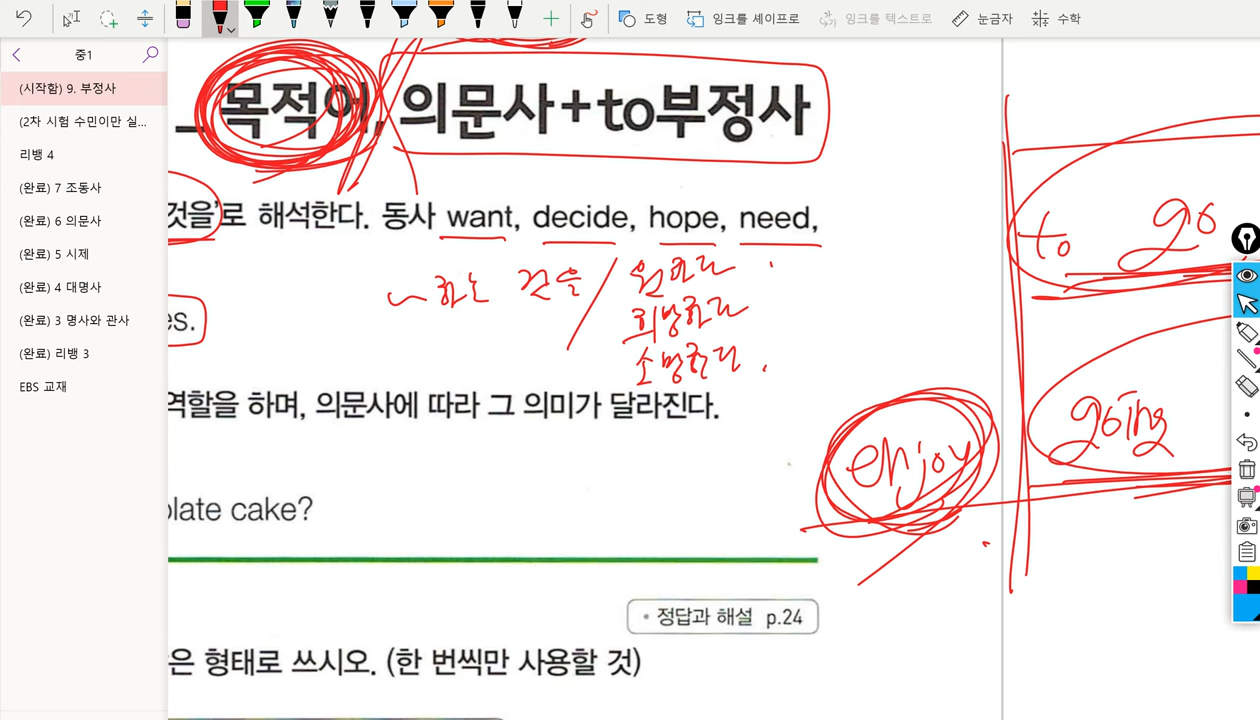 도형
잉크를 셰이프로
잉크를 텍스트로
눈금자
수학
중1
(시작함) 9. 부정사
(2차 시험 수민이만 실...
리뱅 4
(완료) 7 조동사
(완료) 6 의문사
(완료) 5 시제
(완료) 4 대명사
(완료) 3 명사와 관사
(완료) 리뱅 3
EBS 교재
_ 목적어, 의문사+to부정사
것을'로 해석한다. 동사 want, decide, hope, need,
~하는 것을 / 원하다
희망하다
소망한다.
es.
to go
역할을 하며, 의문사에 따라 그 의미가 달라진다.
enjoy
going
plate cake?
• 정답과 해설 p.24
은 형태로 쓰시오. (한 번씩만 사용할 것)